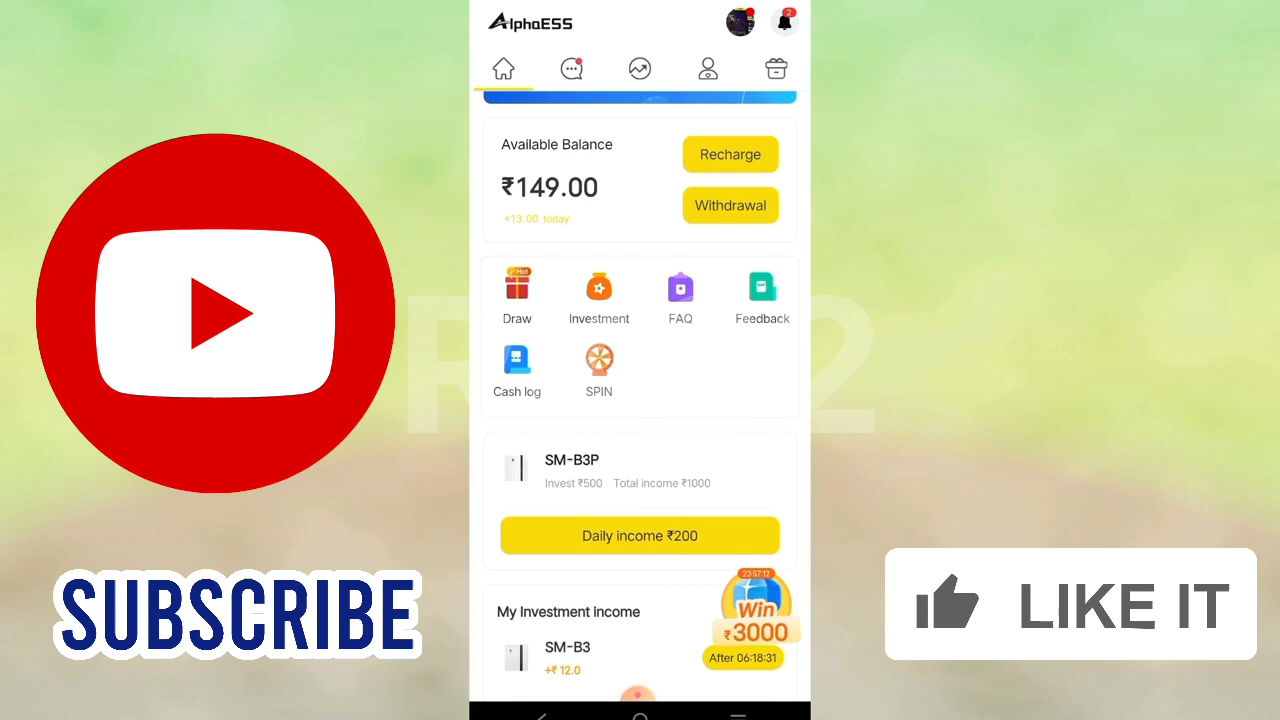 AlphaESS
2
Available Balance
₹149.00
+13.00 today
Recharge
Withdrawal
Hot
Draw
Investment
FAQ
Feedback
Cash log
SPIN
SM-B3P
Invest ₹500 Total income ₹1000
Daily income ₹200
My Investment income
SM-B3
+₹ 12.0
23:57:12
Win
₹3000
After 06:18:31
SUBSCRIBE
LIKE IT